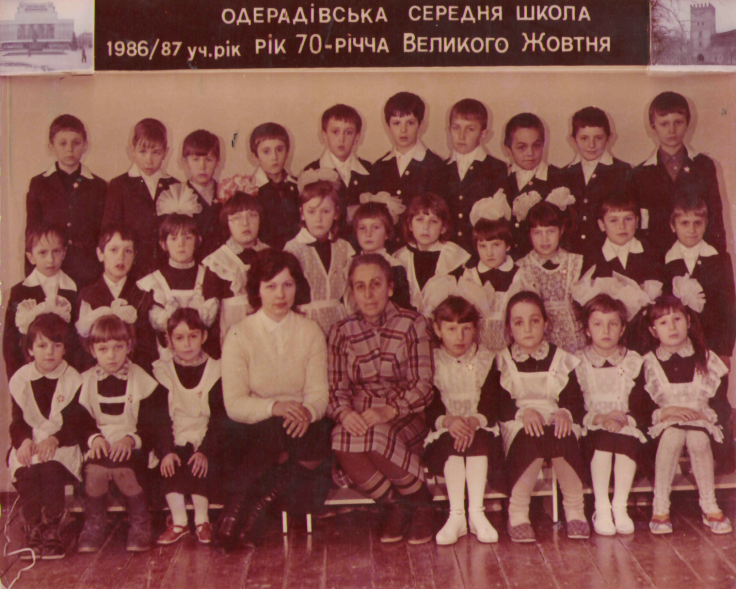 ОДЕРАДІВСЬКА СЕРЕДНЯ ШКОЛА
1986/87 уч.рік РІК 70-РІЧЧА ВЕЛИКОГО ЖОВТНЯ